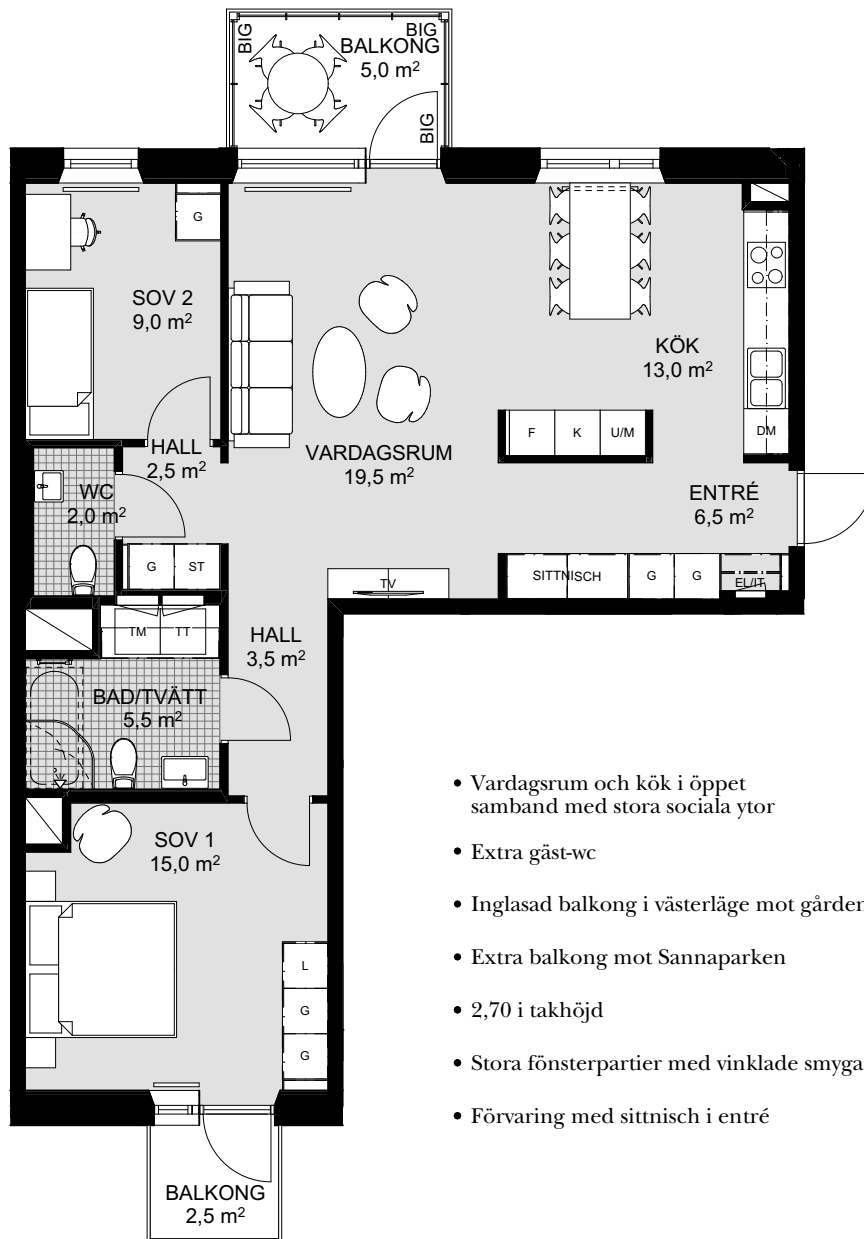 BIG
BIG
BALKONG
5,0 m²
BIG
G
SOV 2
9,0 m²
KÖK
13,0 m²
F
K
U/M
DM
HALL
2,5 m²
VARDAGSRUM
19,5 m²
WC
2,0 m²
ENTRÉ
6,5 m²
G
ST
TV
SITTNISCH
G
G
EL/IT
TM
TT
HALL
3,5 m²
BAD/TVÄTT
5,5 m²
SOV 1
15,0 m²
L
G
G
BALKONG
2,5 m²
• Vardagsrum och kök i öppet
samband med stora sociala ytor
• Extra gäst-wc
• Inglasad balkong i västerläge mot gården
• Extra balkong mot Sannaparken
• 2,70 i takhöjd
• Stora fönsterpartier med vinklade smyga
• Förvaring med sittnisch i entré